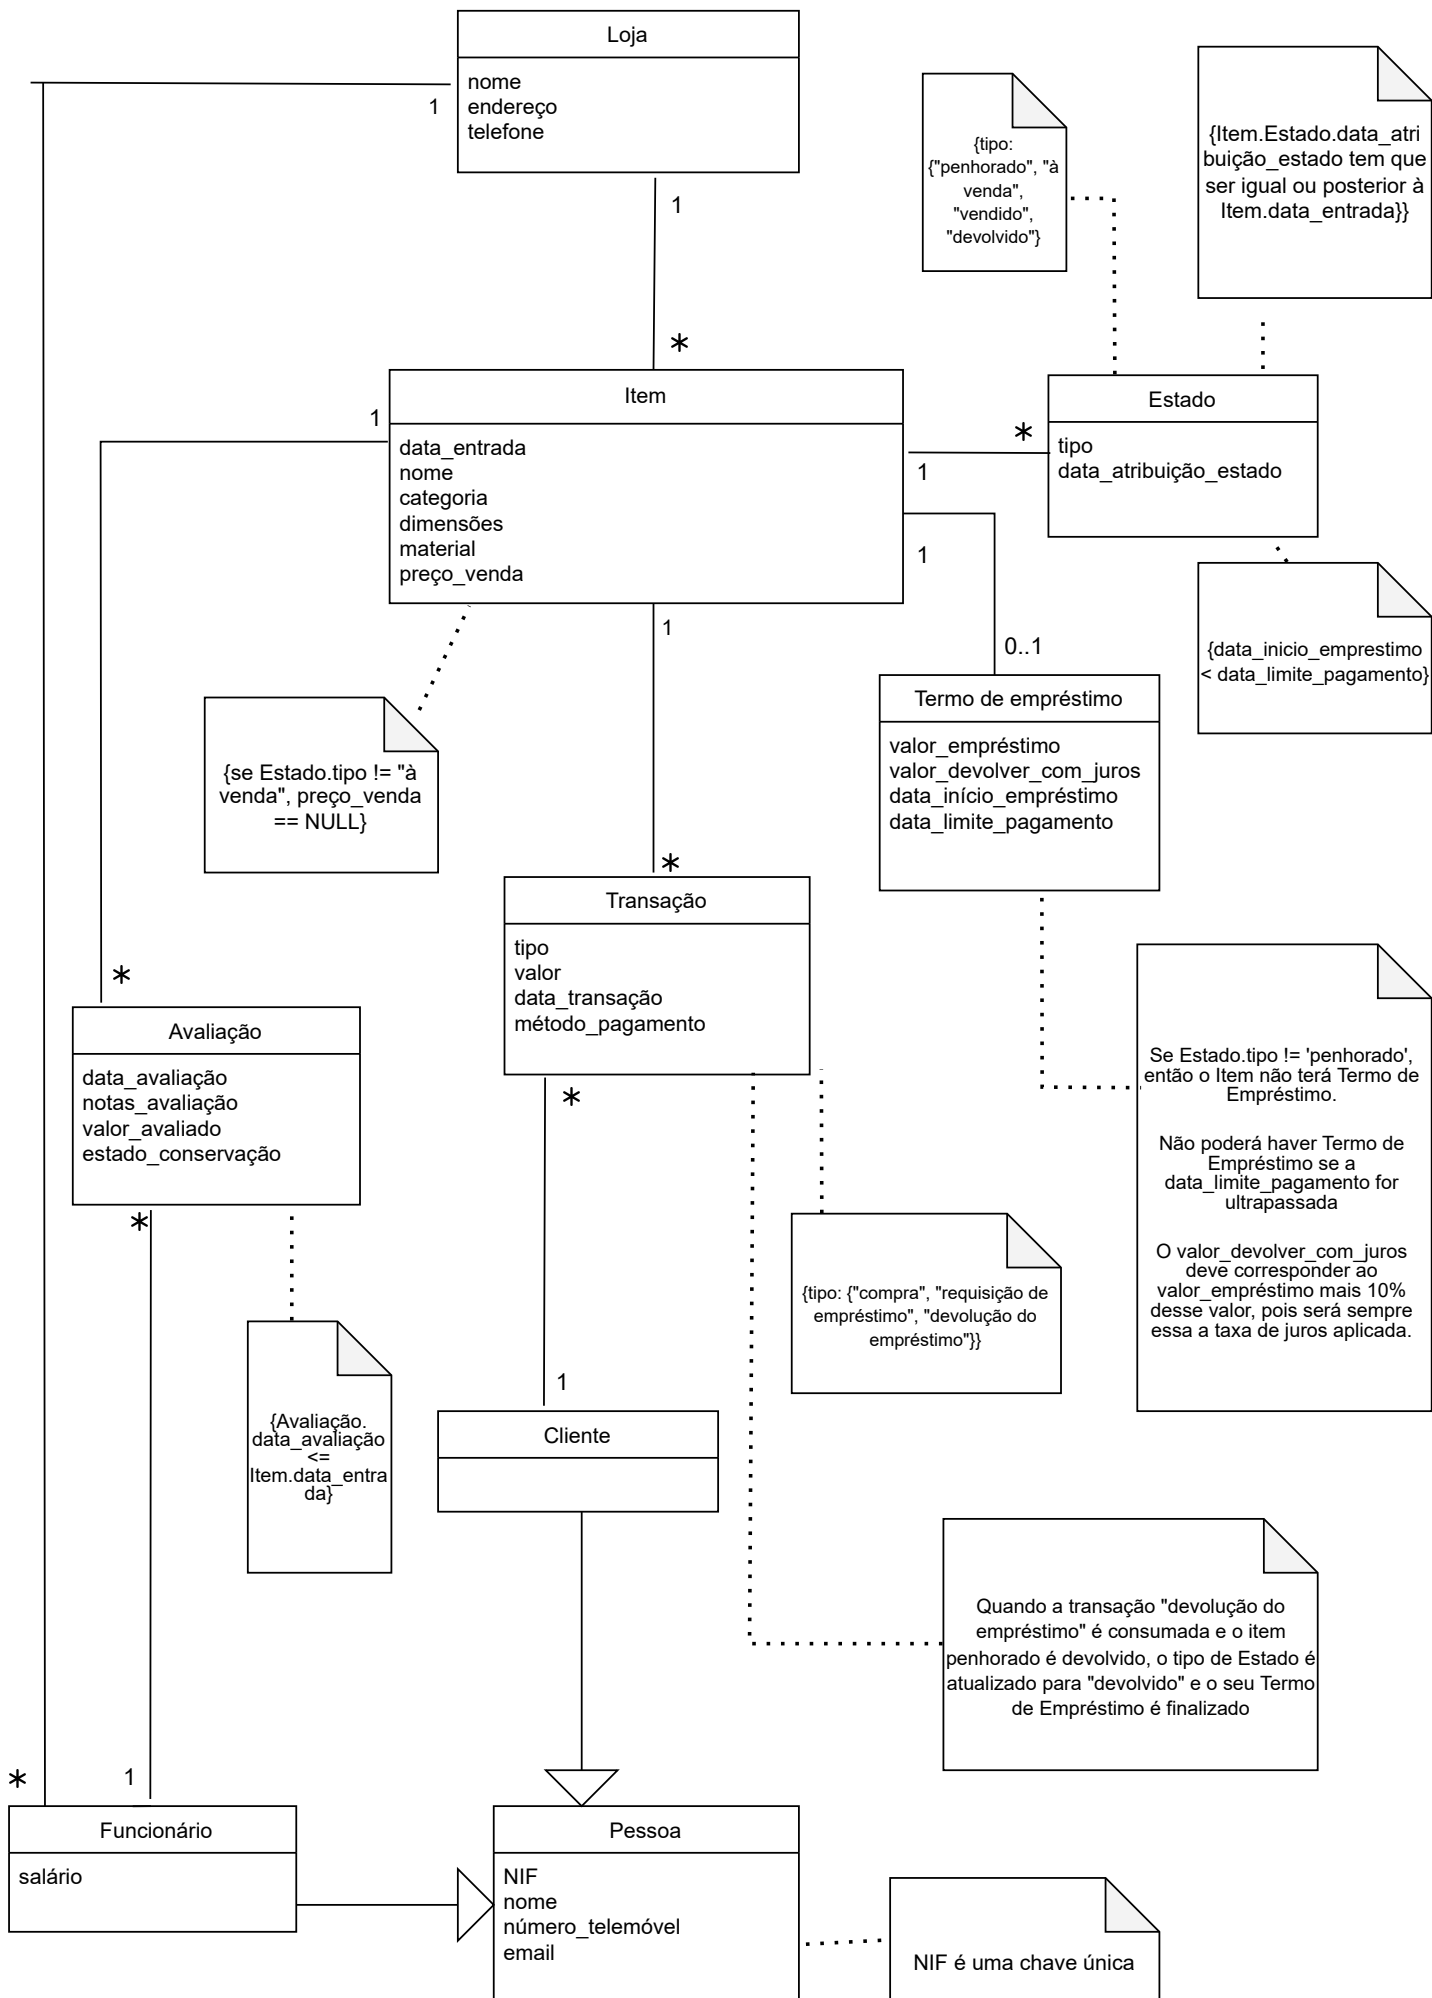 Loja
nome
endereço
telefone
1
1
*
{tipo:
{"penhorado", "à
venda",
"vendido",
"devolvido"}
{Item.Estado.data_atri
buição_estado tem que
ser igual ou posterior à
Item.data_entrada}}
Item
data_entrada
nome
categoria
dimensões
material
preço_venda
1
*
1
Estado
tipo
data_atribuição_estado
1
0..1
1
{data_inicio_emprestimo
< data_limite_pagamento}
Termo de empréstimo
valor_empréstimo
valor_devolver_com_juros
data_início_empréstimo
data_limite_pagamento
{se Estado.tipo != "à
venda", preço_venda
== NULL}
*
Transação
tipo
valor
data_transação
método_pagamento
*
*
Avaliação
data_avaliação
notas_avaliação
valor_avaliado
estado_conservação
*
Se Estado.tipo != 'penhorado',
então o Item não terá Termo de
Empréstimo.
Não poderá haver Termo de
Empréstimo se a
data_limite_pagamento for
ultrapassada
O valor_devolver_com_juros
deve corresponder ao
valor_empréstimo mais 10%
desse valor, pois será sempre
essa a taxa de juros aplicada.
{tipo: {"compra", "requisição de
empréstimo", "devolução do
empréstimo"}}
{Avaliação.
data_avaliação
<=
Item.data_entra
da}
1
Cliente
Quando a transação "devolução do
empréstimo" é consumada e o item
penhorado é devolvido, o tipo de Estado é
atualizado para "devolvido" e o seu Termo
de Empréstimo é finalizado
*
1
Funcionário
salário
Pessoa
NIF
nome
número_telemóvel
email
NIF é uma chave única